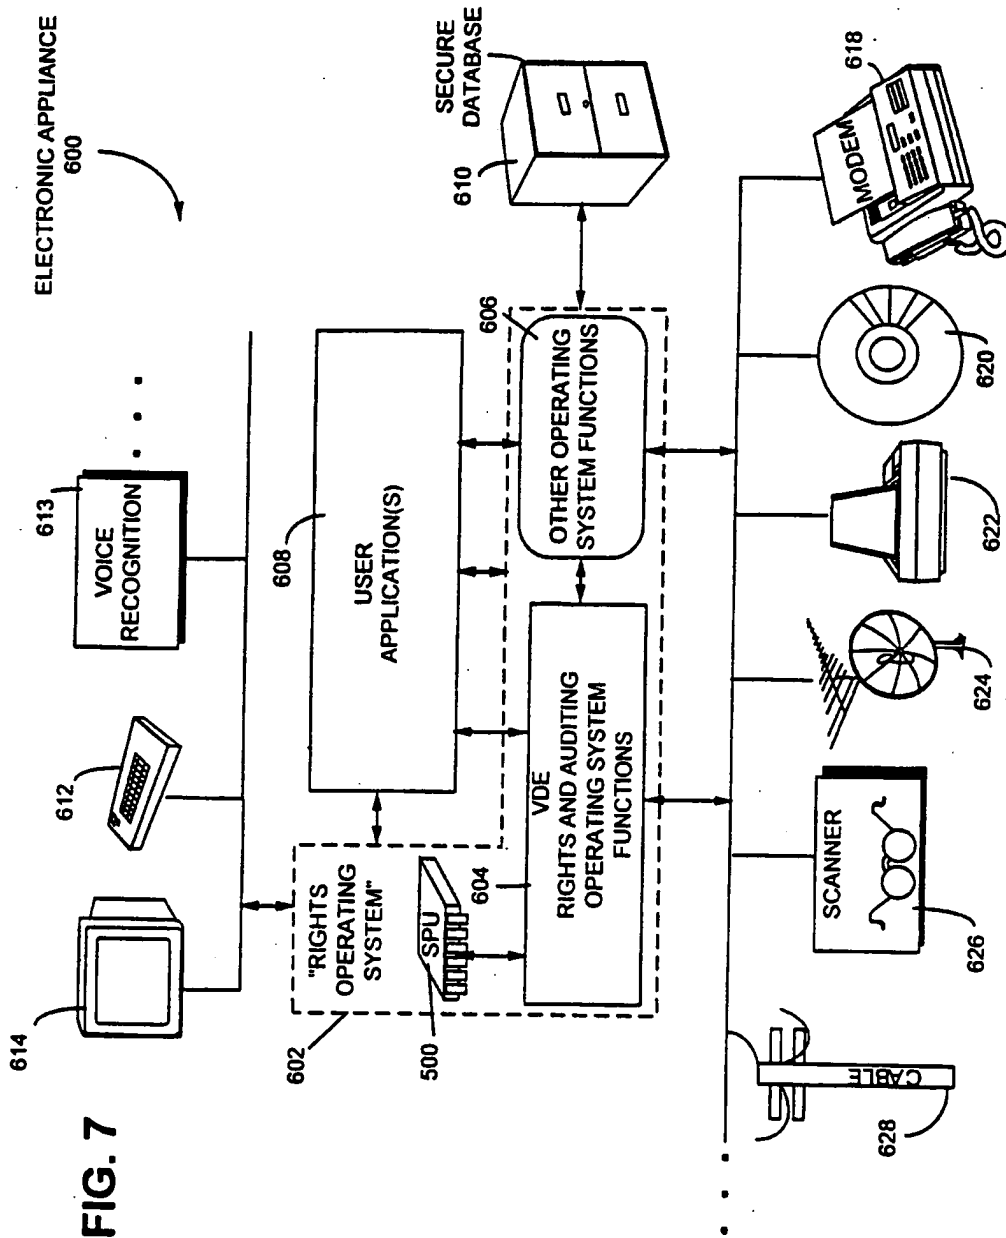 FIG. 7
ELECTRONIC APPLIANCE
600
614
612
613
VOICE
RECOGNITION
602
"RIGHTS
OPERATING
SYSTEM"
608
USER
APPLICATION(S)
500
SPU
604
VDE
RIGHTS AND AUDITING
OPERATING SYSTEM
FUNCTIONS
606
OTHER OPERATING
SYSTEM FUNCTIONS
610
SECURE
DATABASE
628
CABLE
626
SCANNER
624
622
620
MODEM
618